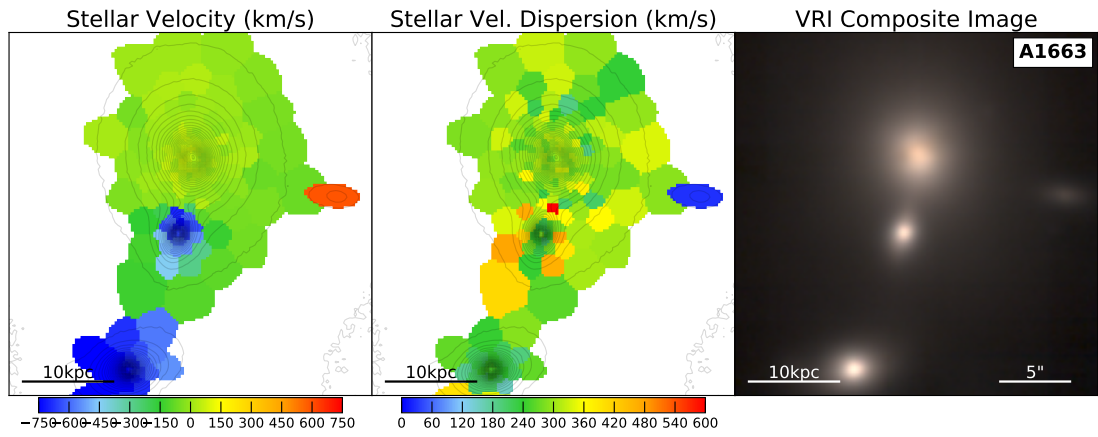 Stellar Velocity (km/s)
Stellar Vel. Dispersion (km/s)
VRI Composite Image
A1663
10kpc
10kpc
10kpc
5"
−750 −600 −450 −300 −150 0 150 300 450 600 750
0 60 120 180 240 300 360 420 480 540 600